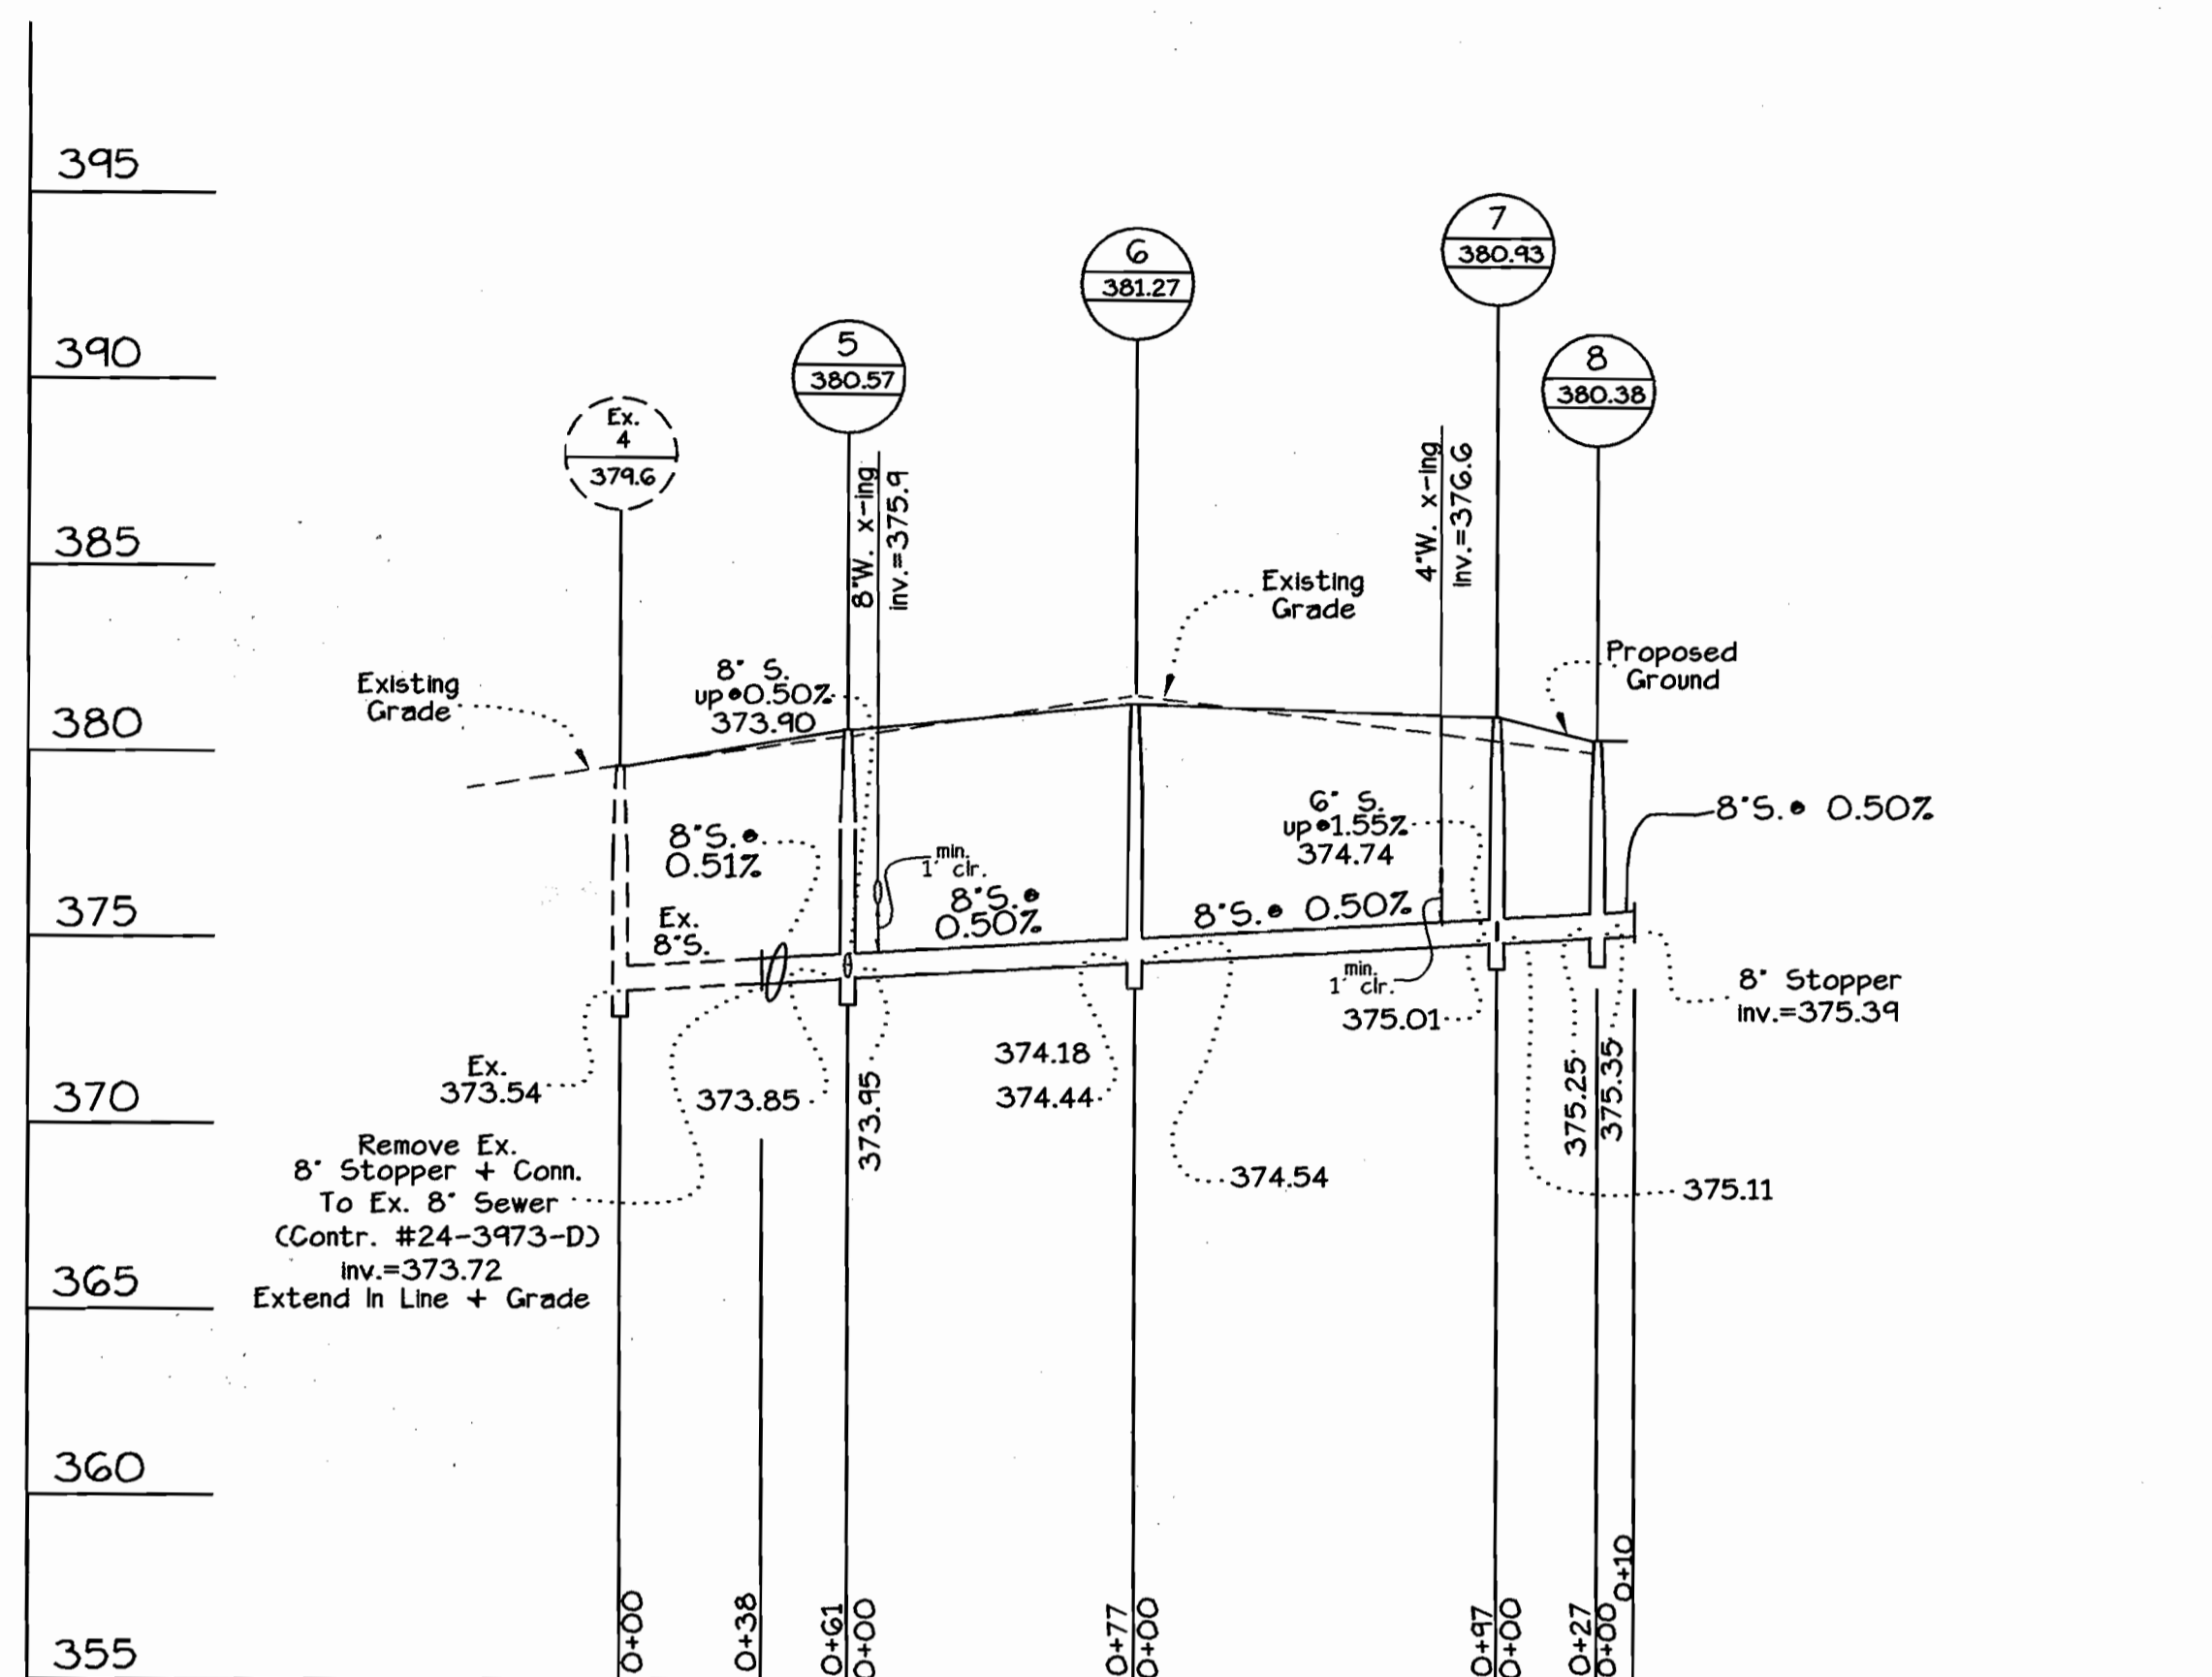 395
390
385
380
375
370
365
360
355
Ex.
4
379.6
5
380.57
6
381.27
7
380.93
8
380.38
8"W. x-ing
inv.=375.9
4"W. x-ing
inv.=376.6
Existing
Grade
8" S.
up@0.50%
373.90
Existing
Grade
Proposed
Ground
8"S.@
0.51%
Ex.
8"S.
min.
1' clr.
8"S.@
0.50%
6" S.
up@1.55%
374.74
8"S.@ 0.50%
8"S.@ 0.50%
min.
1' clr.
375.01
8" Stopper
inv.=375.39
Ex.
373.54
373.85
373.95
374.18
374.44
374.54
375.25
375.35
375.11
Remove Ex.
8" Stopper + Conn.
To Ex. 8" Sewer
(Contr. #24-3973-D)
inv.=373.72
Extend In Line + Grade
0+00
0+38
0+61
0+00
0+77
0+00
0+97
0+00
0+27
0+00
0+10